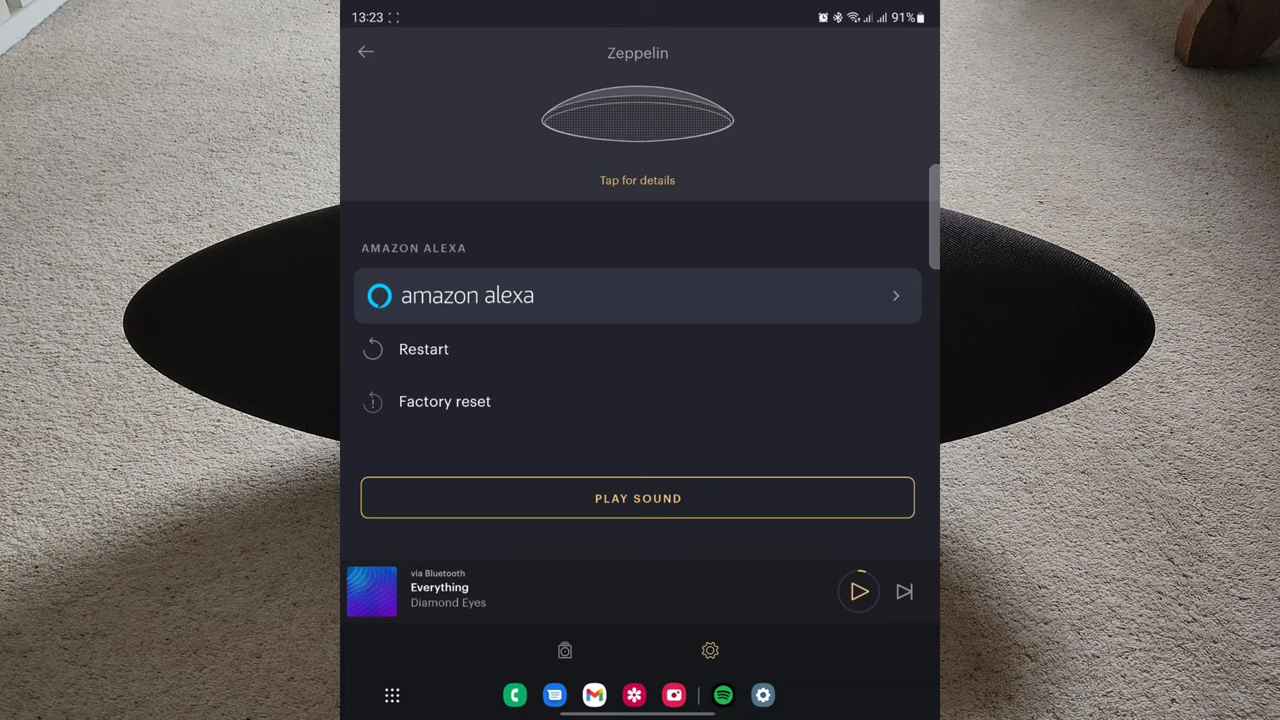 13:23
91%
Zeppelin
Tap for details
AMAZON ALEXA
amazon alexa
Restart
Factory reset
PLAY SOUND
via Bluetooth
Everything
Diamond Eyes